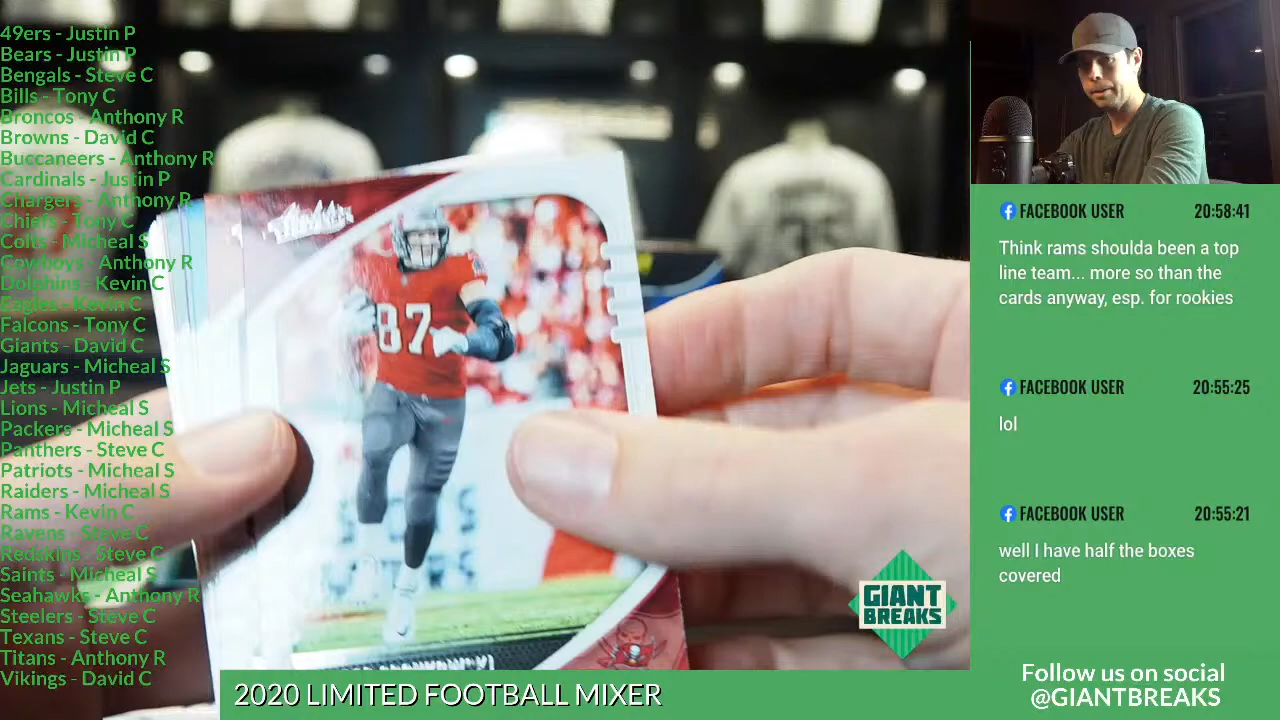 49ers - Justin P
Bears - Justin P
Bengals - Steve C
Bills - Tony C
Broncos - Anthony R
Browns - David C
Buccaneers - Anthony R
Cardinals - Justin P
Chargers - Anthony R
Chiefs - Tony C
Colts - Micheal S
Cowboys - Anthony R
Dolphins - Kevin C
Eagles - Kevin C
Falcons - Tony C
Giants - David C
Jaguars - Micheal S
Jets - Justin P
Lions - Micheal S
Packers - Micheal S
Panthers - Steve C
Patriots - Micheal S
Raiders - Micheal S
Rams - Kevin C
Ravens - Steve C
Redskins - Steve C
Saints - Micheal S
Seahawks - Anthony R
Steelers - Steve C
Texans - Steve C
Titans - Anthony R
Vikings - David C
Absolute
87
GIANT
BREAKS
2020 LIMITED FOOTBALL MIXER
FACEBOOK USER 20:58:41
Think rams shoulda been a top
line team... more so than the
cards anyway, esp. for rookies
FACEBOOK USER 20:55:25
lol
FACEBOOK USER 20:55:21
well I have half the boxes
covered
Follow us on social
@GIANTBREAKS